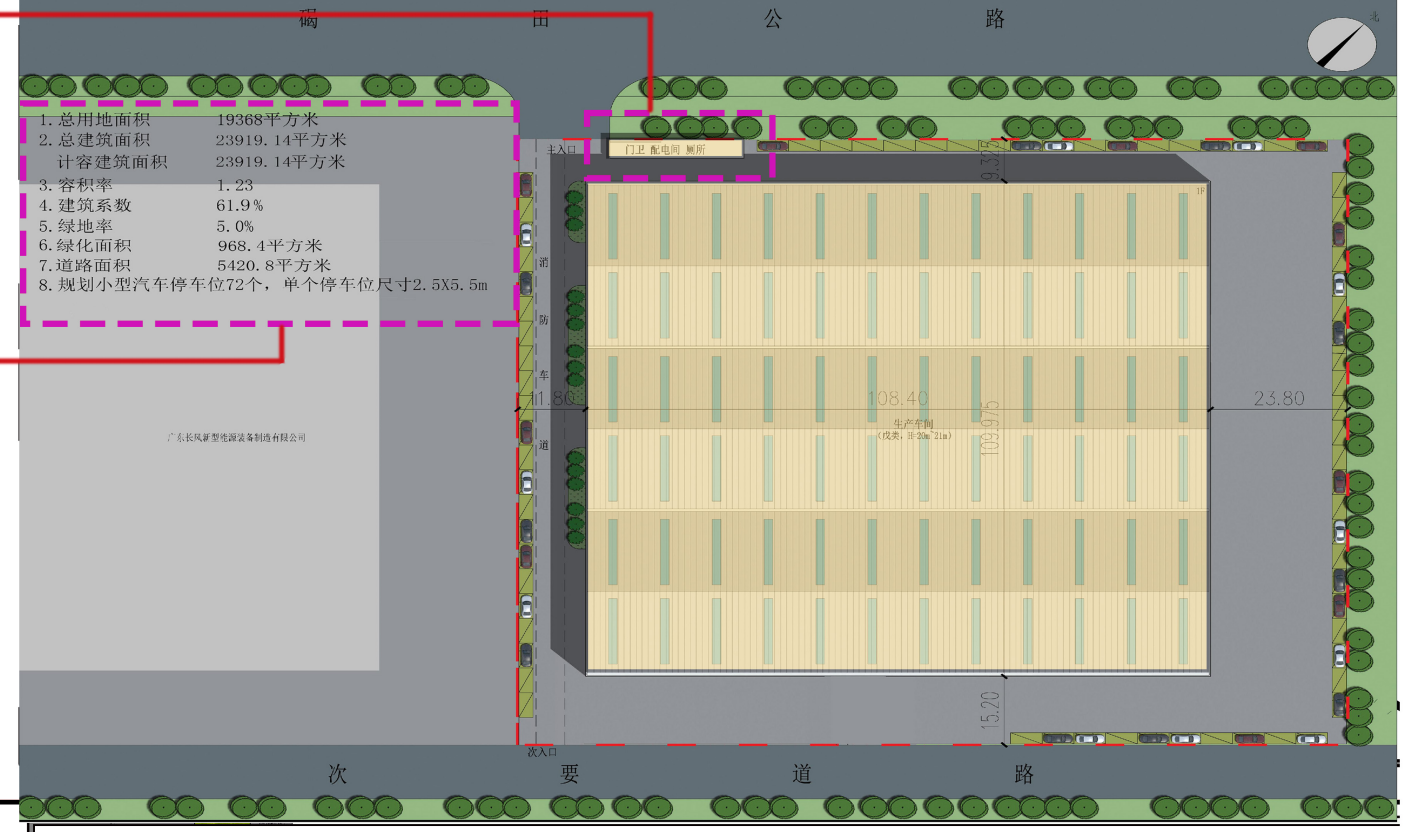 碣田公路
北
1. 总用地面积 19368平方米
2. 总建筑面积 23919.14平方米
计容建筑面积 23919.14平方米
3. 容积率 1.23
4. 建筑系数 61.9%
5. 绿地率 5.0%
6. 绿化面积 968.4平方米
7. 道路面积 5420.8平方米
8. 规划小型汽车停车位72个，单个停车位尺寸2.5X5.5m
主入口
门卫 配电间 厕所
9.325
1F
消防车道
11.80
108.40
23.80
109.975
生产车间
(戊类，H=20m~21m)
广东长风新型能源装备制造有限公司
15.20
次入口
次要道路